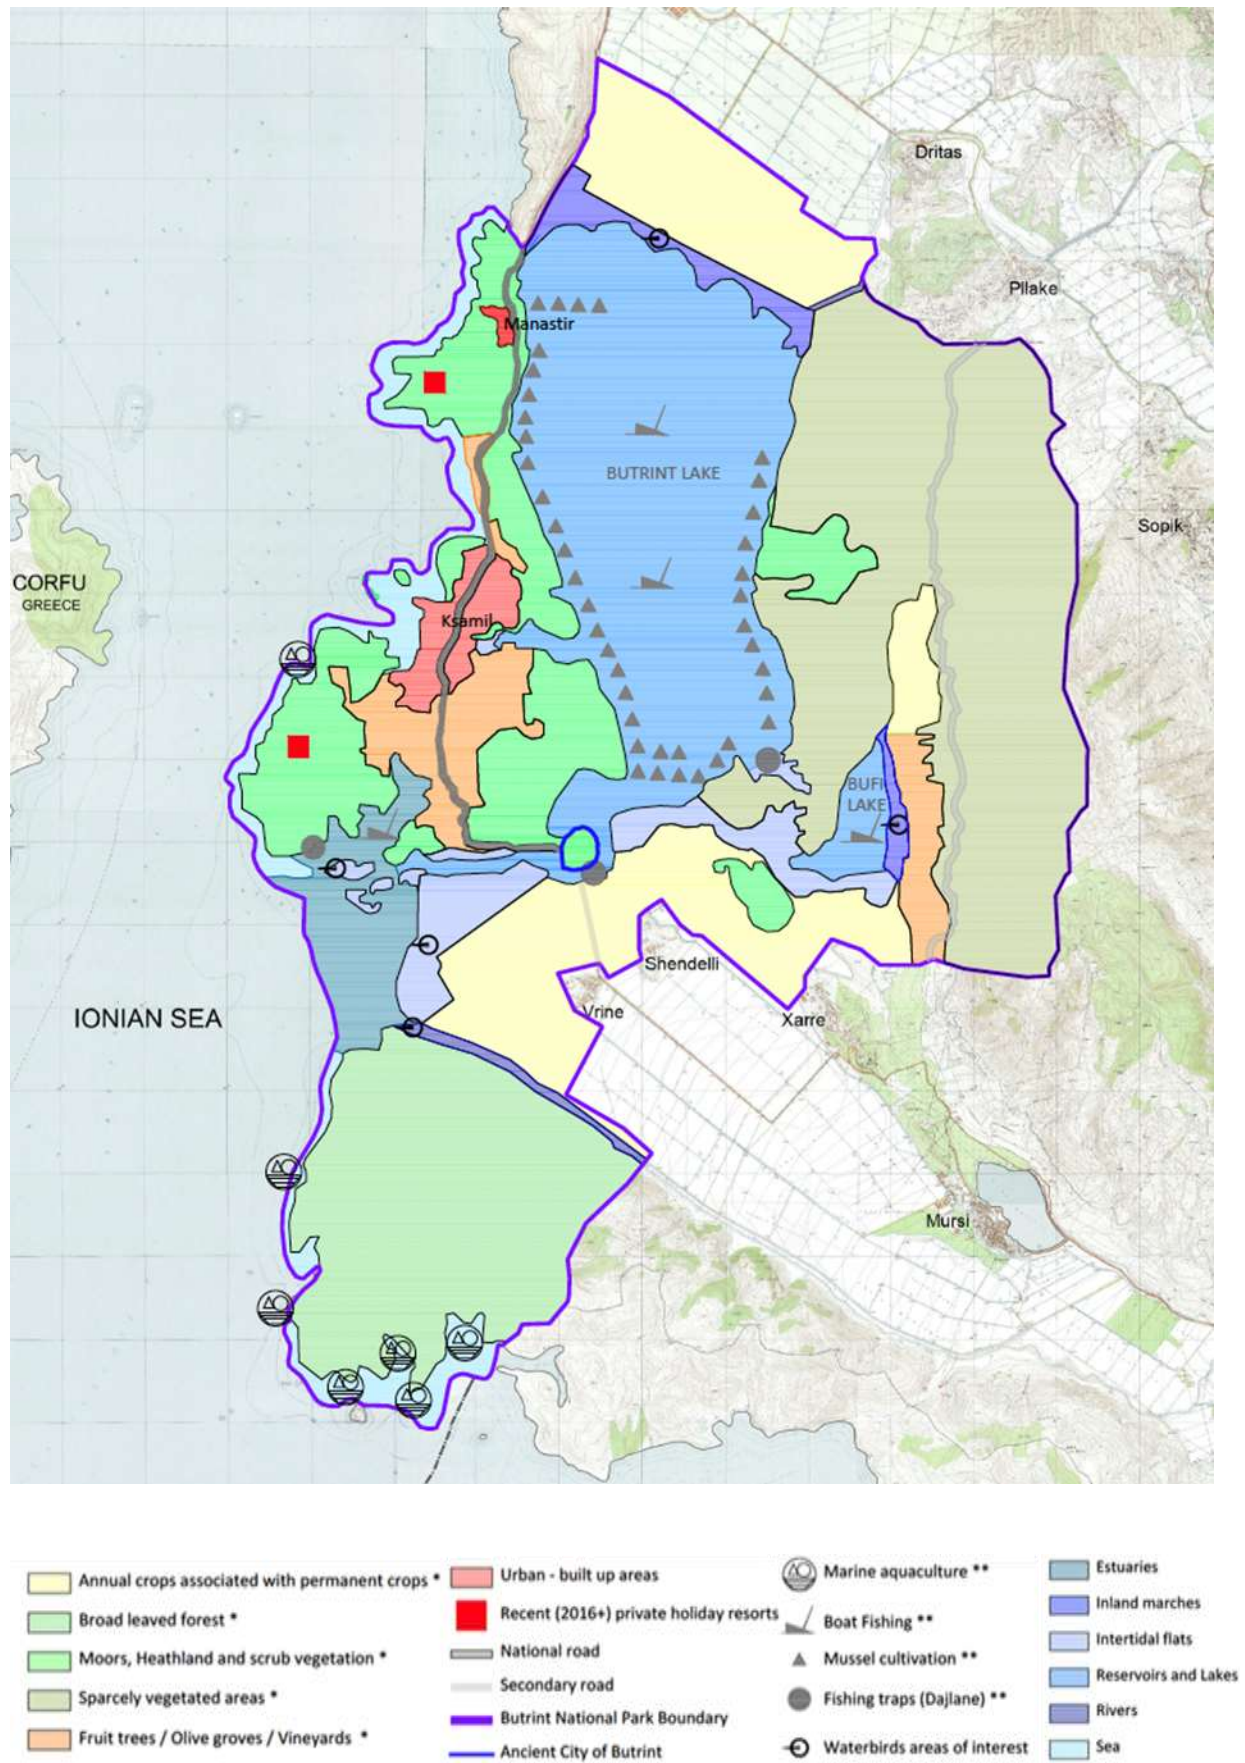 Dritas
Pllake
Manastir
BUTRINT LAKE
Sopik
CORFU
GREECE
Ksamil
BUFI
LAKE
Shendelli
IONIAN SEA
Vrine
Xarre
Mursi
Annual crops associated with permanent crops *
Broad leaved forest *
Moors, Heathland and scrub vegetation *
Sparcely vegetated areas *
Fruit trees / Olive groves / Vineyards *
Urban - built up areas
Recent (2016+) private holiday resorts
National road
Secondary road
Butrint National Park Boundary
Ancient City of Butrint
Marine aquaculture **
Boat Fishing **
Mussel cultivation **
Fishing traps (Dajlane) **
Waterbirds areas of interest
Estuaries
Inland marches
Intertidal flats
Reservoirs and Lakes
Rivers
Sea